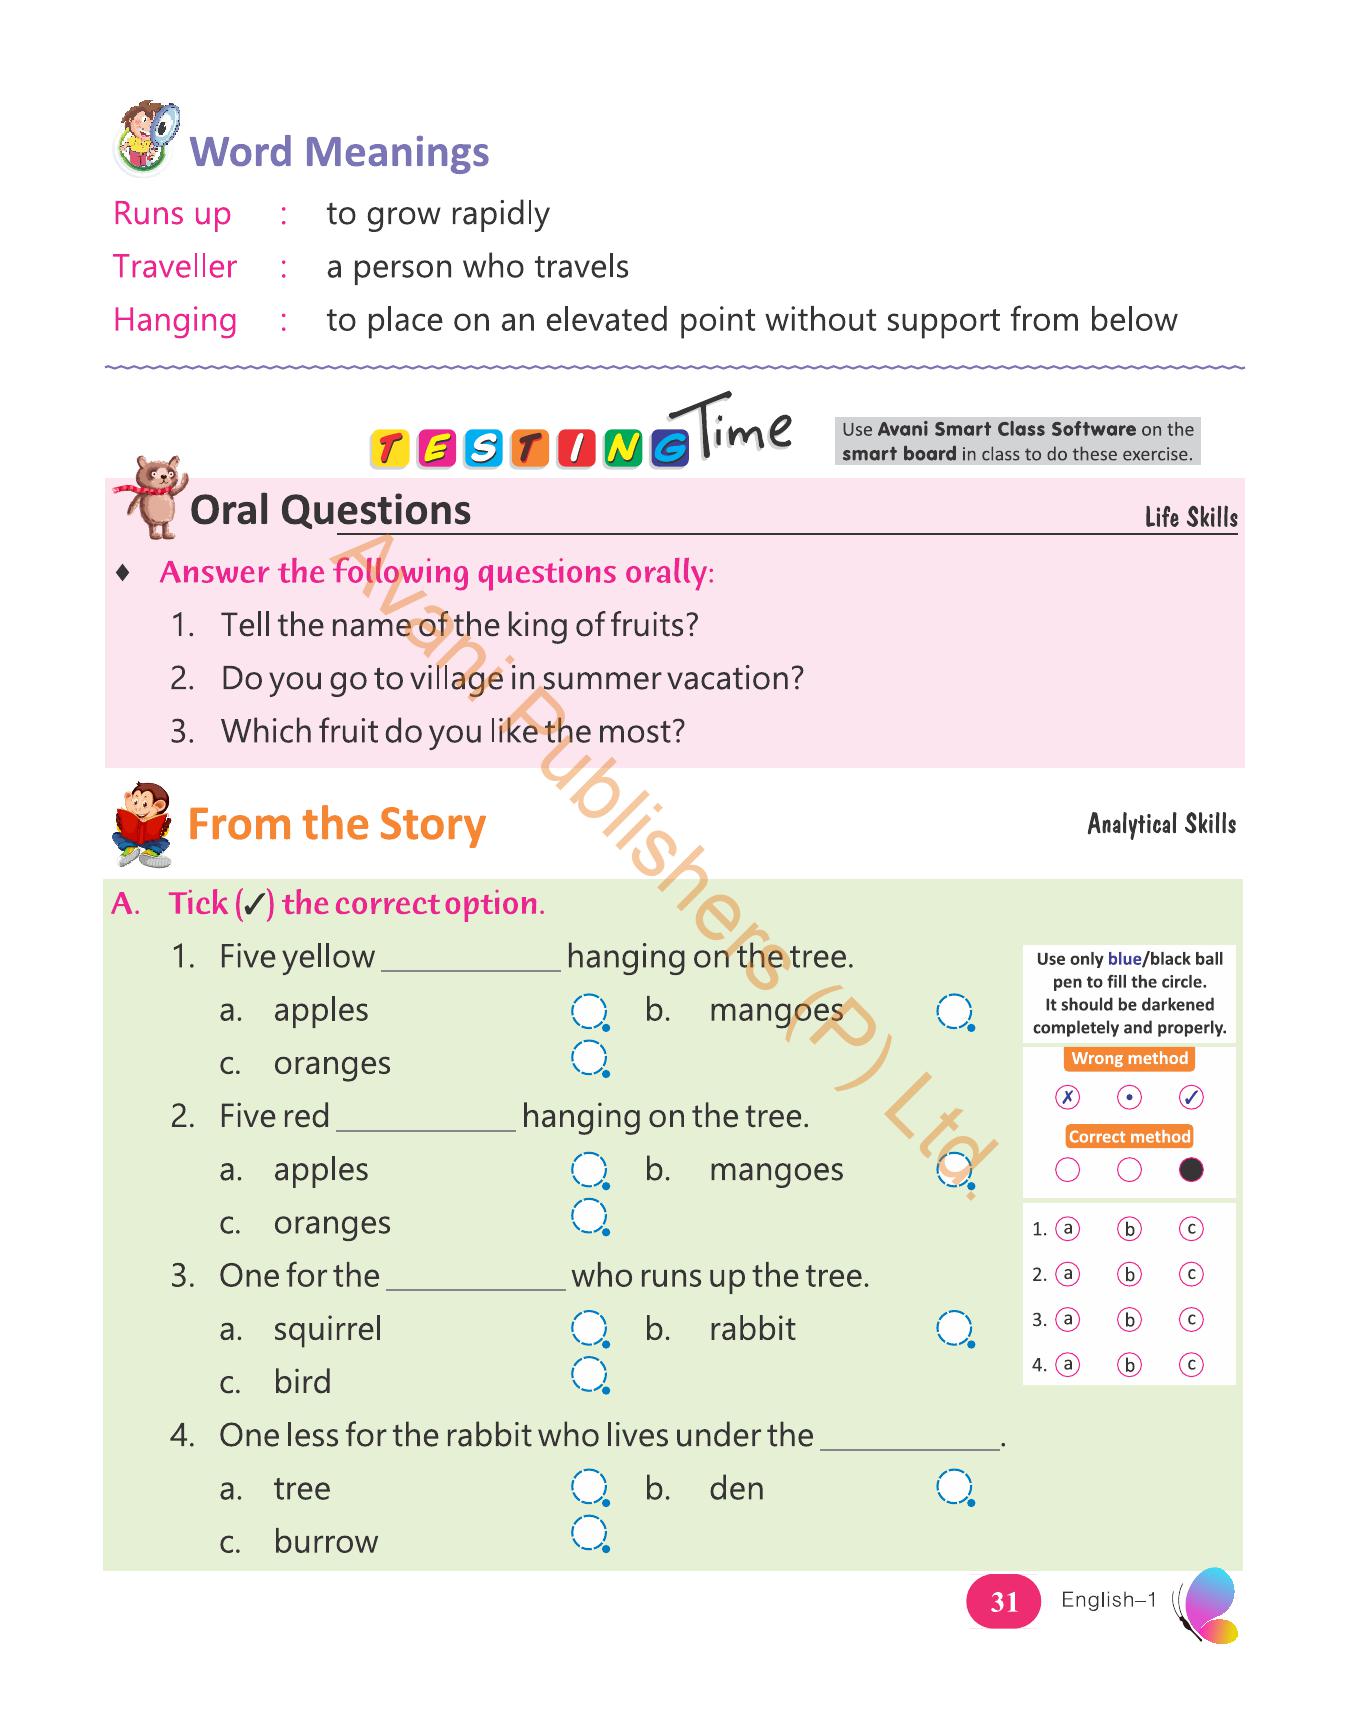 Word Meanings
Runs up : to grow rapidly
Traveller : a person who travels
Hanging : to place on an elevated point without support from below
TESTING Time
Use Avani Smart Class Software on the
smart board in class to do these exercise.
Oral Questions
Life Skills
♦ Answer the following questions orally:
1. Tell the name of the king of fruits?
2. Do you go to village in summer vacation?
3. Which fruit do you like the most?
From the Story
Analytical Skills
A. Tick (✓) the correct option.
1. Five yellow ___________ hanging on the tree.
a. apples b. mangoes
c. oranges
2. Five red ___________ hanging on the tree.
a. apples b. mangoes
c. oranges
3. One for the ___________ who runs up the tree.
a. squirrel b. rabbit
c. bird
4. One less for the rabbit who lives under the ___________.
a. tree b. den
c. burrow
Use only blue/black ball
pen to fill the circle.
It should be darkened
completely and properly.
Wrong method
✗ • ✓
Correct method
1. a b c
2. a b c
3. a b c
4. a b c
Avani Publishers (P) Ltd.
31 English–1